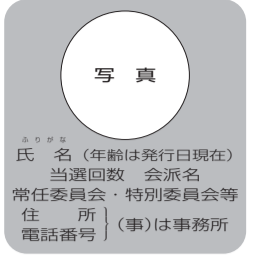 写　真
ふりがな
氏　名（年齢は発行日現在）
当選回数　会派名
常任委員会・特別委員会等
住　　所
電話番号｝（事）は事務所